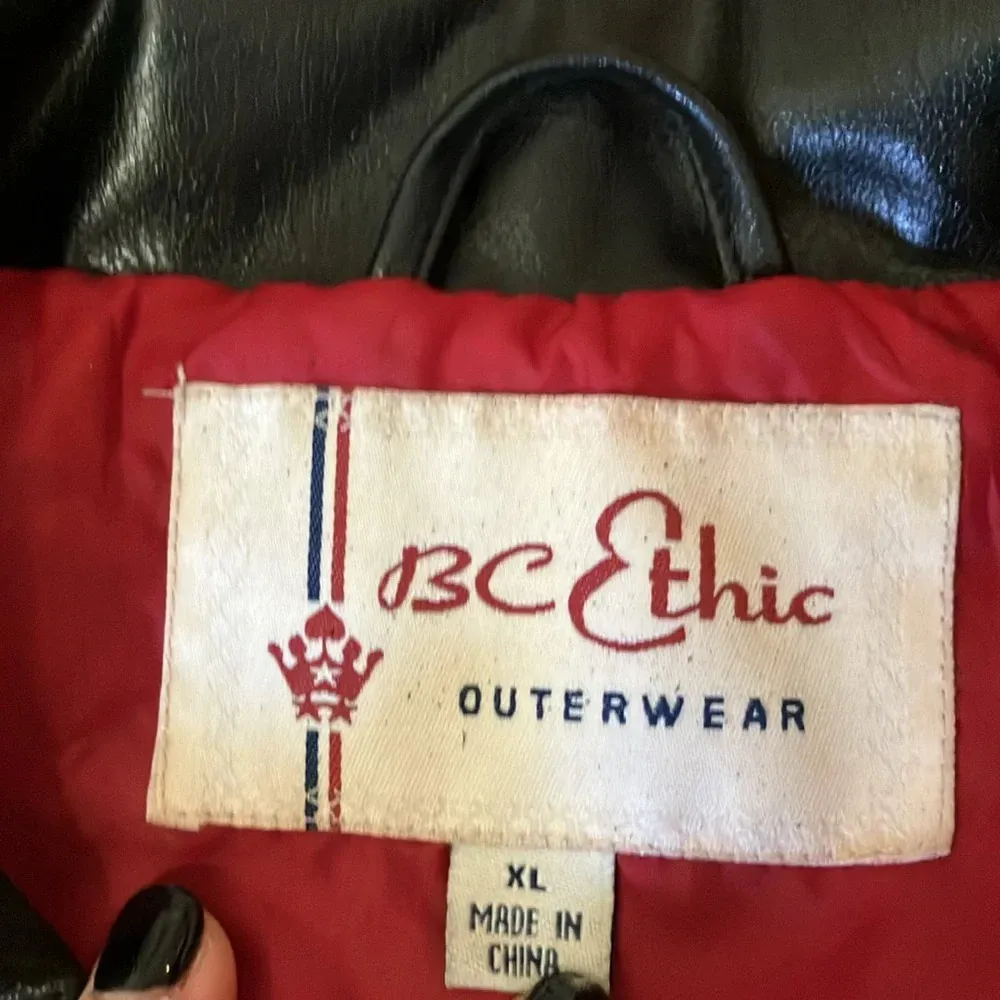 BC Ethic
OUTERWEAR
XL
MADE IN
CHINA